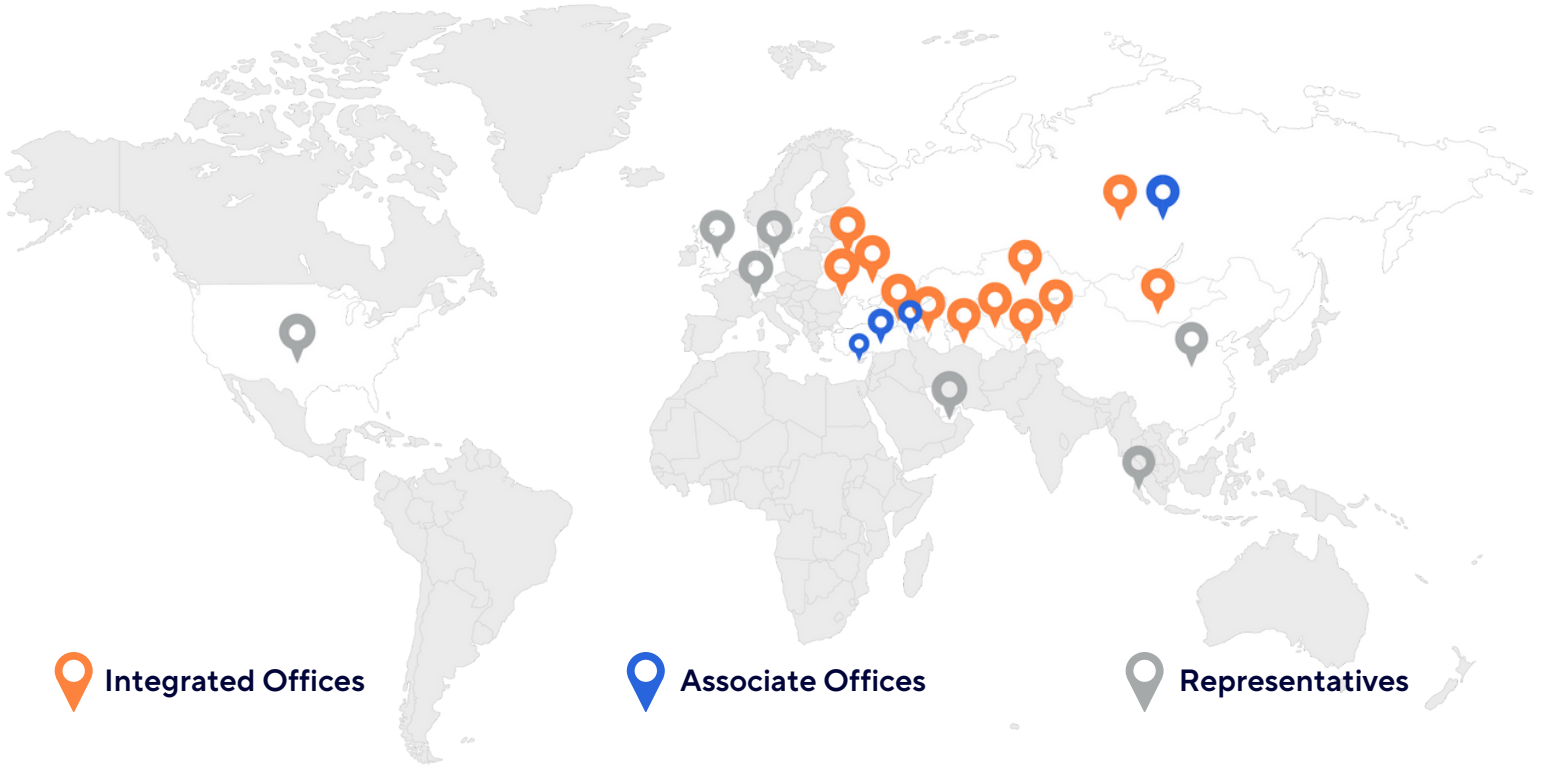 Integrated Offices
Associate Offices
Representatives